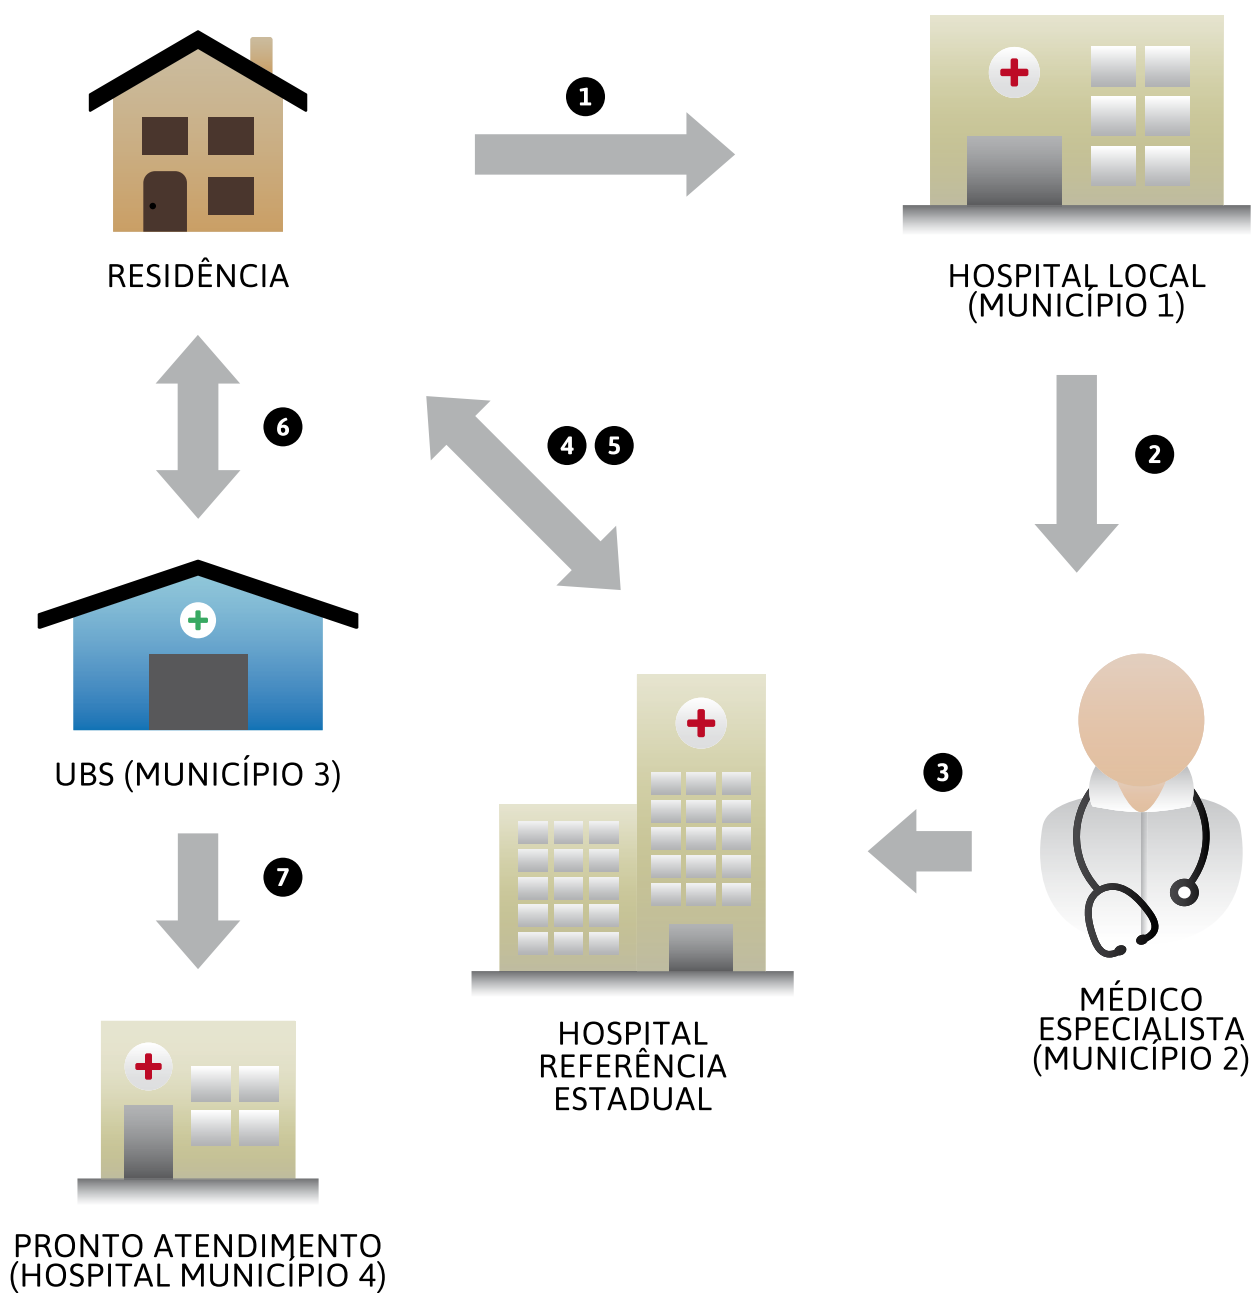 1
RESIDÊNCIA
HOSPITAL LOCAL
(MUNICÍPIO 1)
6
4 5
2
UBS (MUNICÍPIO 3)
3
7
HOSPITAL
REFERÊNCIA
ESTADUAL
MÉDICO
ESPECIALISTA
(MUNICÍPIO 2)
PRONTO ATENDIMENTO
(HOSPITAL MUNICÍPIO 4)